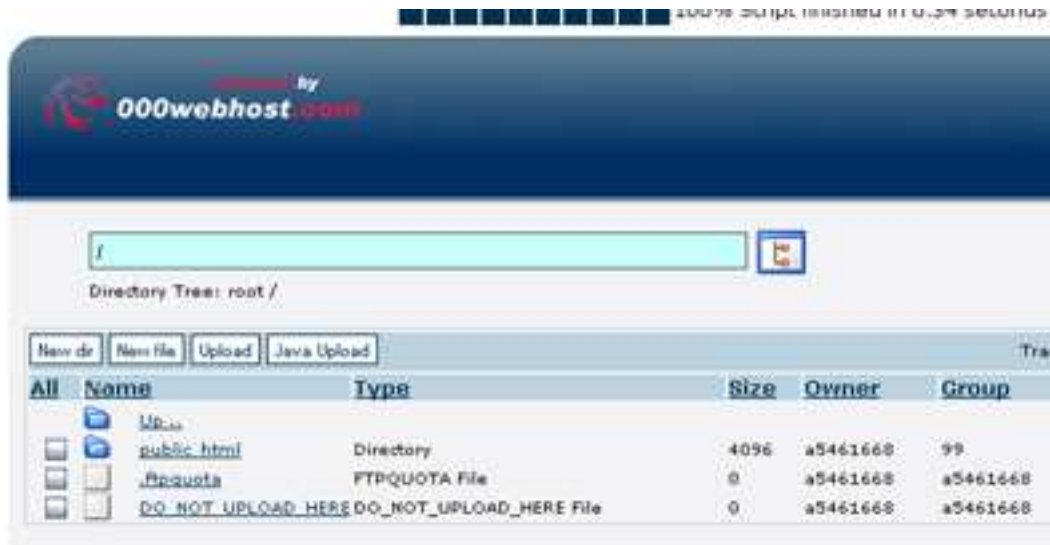 100% Script finished in 0.34 seconds
by
000webhost.com
/
Directory Tree: root /
New dir New file Upload Java Upload Tra
All Name Type Size Owner Group
Up ..
public_html Directory 4096 a5461668 99
.ftpquota FTPQUOTA File 0 a5461668 a5461668
DO_NOT_UPLOAD_HERE DO_NOT_UPLOAD_HERE File 0 a5461668 a5461668